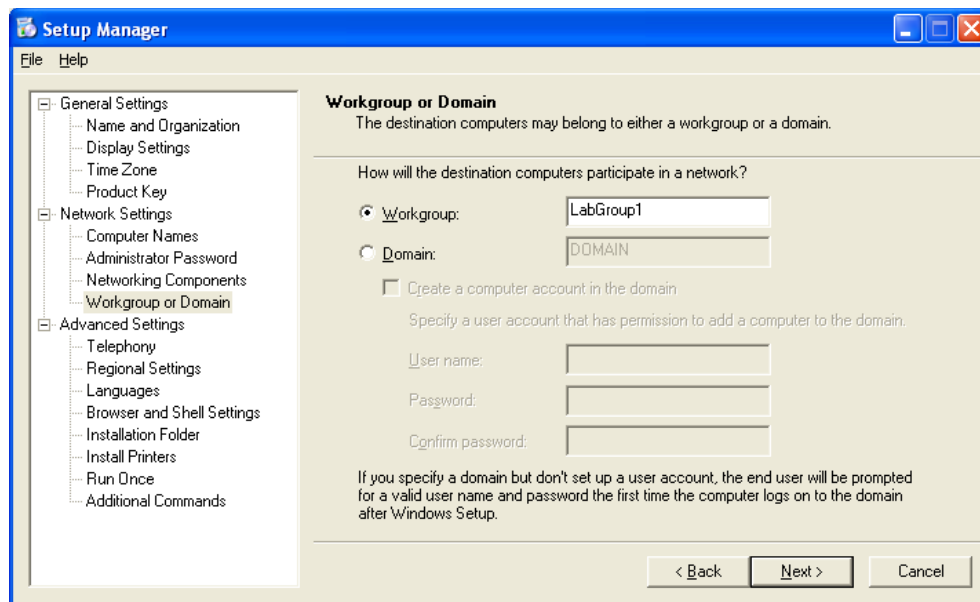 Setup Manager
File Help
General Settings
Name and Organization
Display Settings
Time Zone
Product Key
Network Settings
Computer Names
Administrator Password
Networking Components
Workgroup or Domain
Advanced Settings
Telephony
Regional Settings
Languages
Browser and Shell Settings
Installation Folder
Install Printers
Run Once
Additional Commands
Workgroup or Domain
The destination computers may belong to either a workgroup or a domain.
How will the destination computers participate in a network?
Workgroup: LabGroup1
Domain: DOMAIN
Create a computer account in the domain
Specify a user account that has permission to add a computer to the domain.
User name:
Password:
Confirm password:
If you specify a domain but don't set up a user account, the end user will be prompted
for a valid user name and password the first time the computer logs on to the domain
after Windows Setup.
< Back Next > Cancel